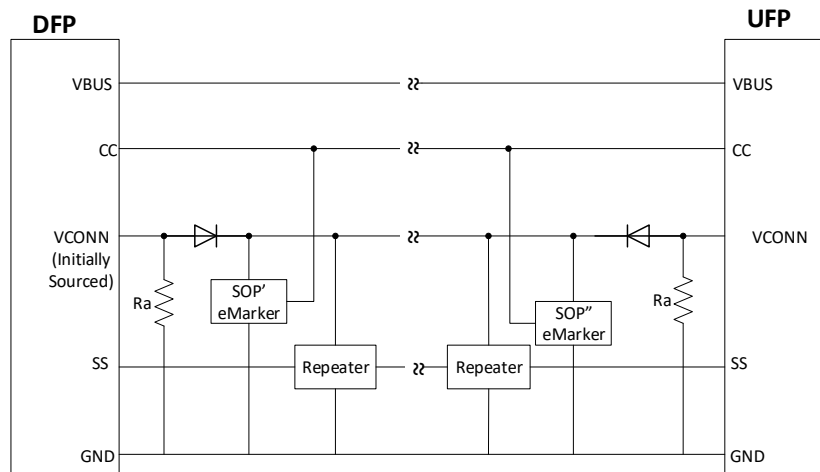 DFP
UFP
VBUS
VBUS
CC
CC
VCONN
(Initially
Sourced)
VCONN
Ra
SOP'
eMarker
SOP"
eMarker
Ra
SS
Repeater
Repeater
SS
GND
GND